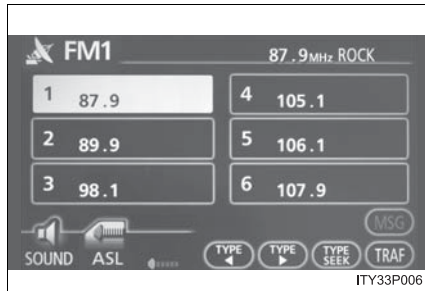 FM1 87.9MHz ROCK
1 87.9
2 89.9
3 98.1
4 105.1
5 106.1
6 107.9
MSG
SOUND ASL TYPE TYPE TYPE SEEK TRAF
ITY33P006